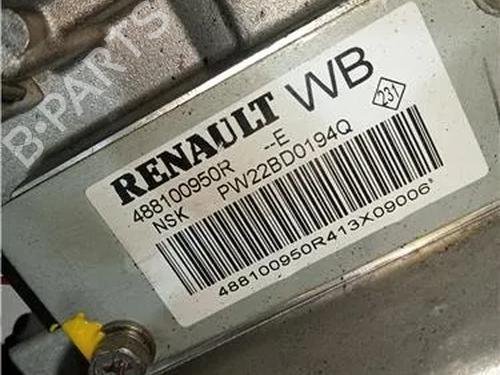 B-PARTS
RENAULT WB
231
488100950R --E
NSK PW22BD0194Q
488100950R413X09006